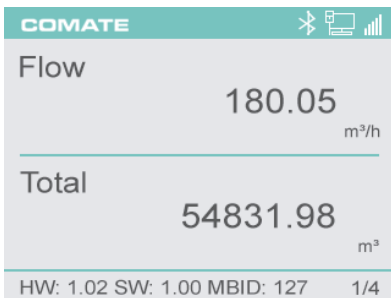 COMATE
Flow
180.05
m³/h
Total
54831.98
m³
HW: 1.02 SW: 1.00 MBID: 127 1/4